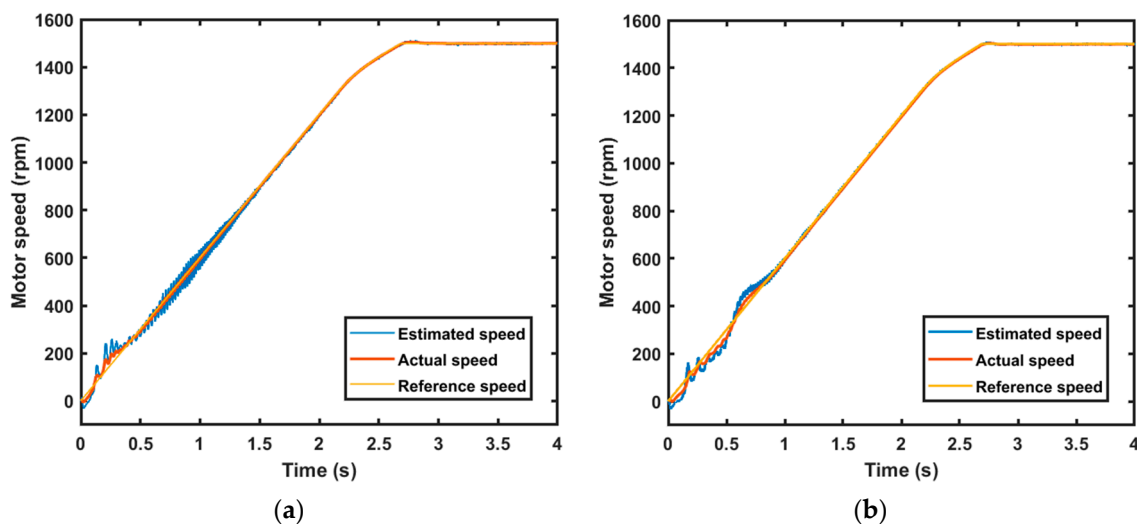 1600
1400
1200
1000
800
600
400
200
0
Motor speed (rpm)
Estimated speed
Actual speed
Reference speed
0 0.5 1 1.5 2 2.5 3 3.5 4
Time (s)
(a)
1600
1400
1200
1000
800
600
400
200
0
Motor speed (rpm)
Estimated speed
Actual speed
Reference speed
0 0.5 1 1.5 2 2.5 3 3.5 4
Time (s)
(b)